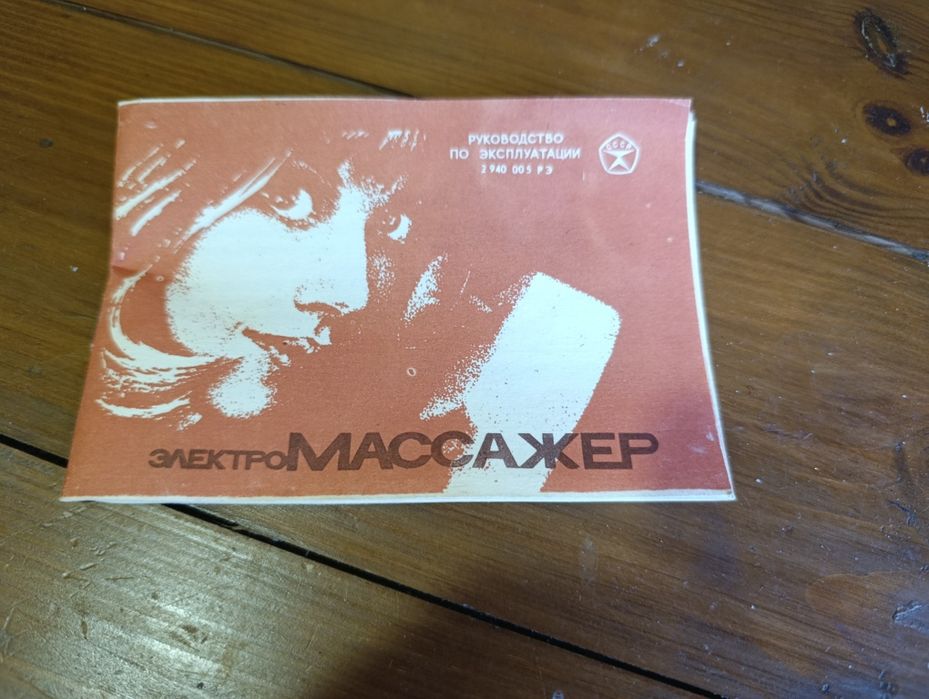 РУКОВОДСТВО
ПО ЭКСПЛУАТАЦИИ
2 940 005 РЭ
СССР
ЭЛЕКТРОМАССАЖЕР